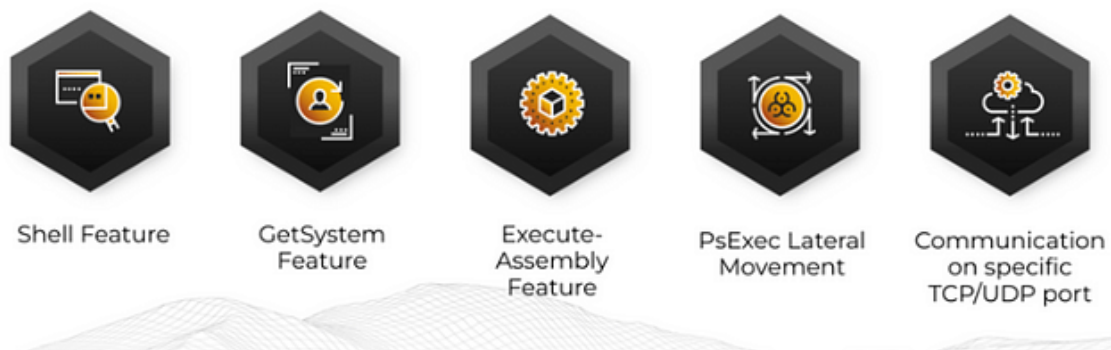 Shell Feature
GetSystem
Feature
Execute-
Assembly
Feature
PsExec Lateral
Movement
Communication
on specific
TCP/UDP port